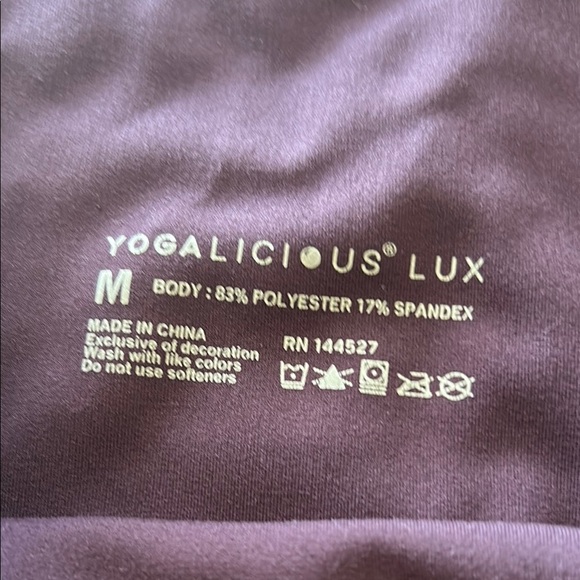 YOGALICIOUS® LUX
M BODY : 83% POLYESTER 17% SPANDEX
MADE IN CHINA
Exclusive of decoration
Wash with like colors
Do not use softeners
RN 144527